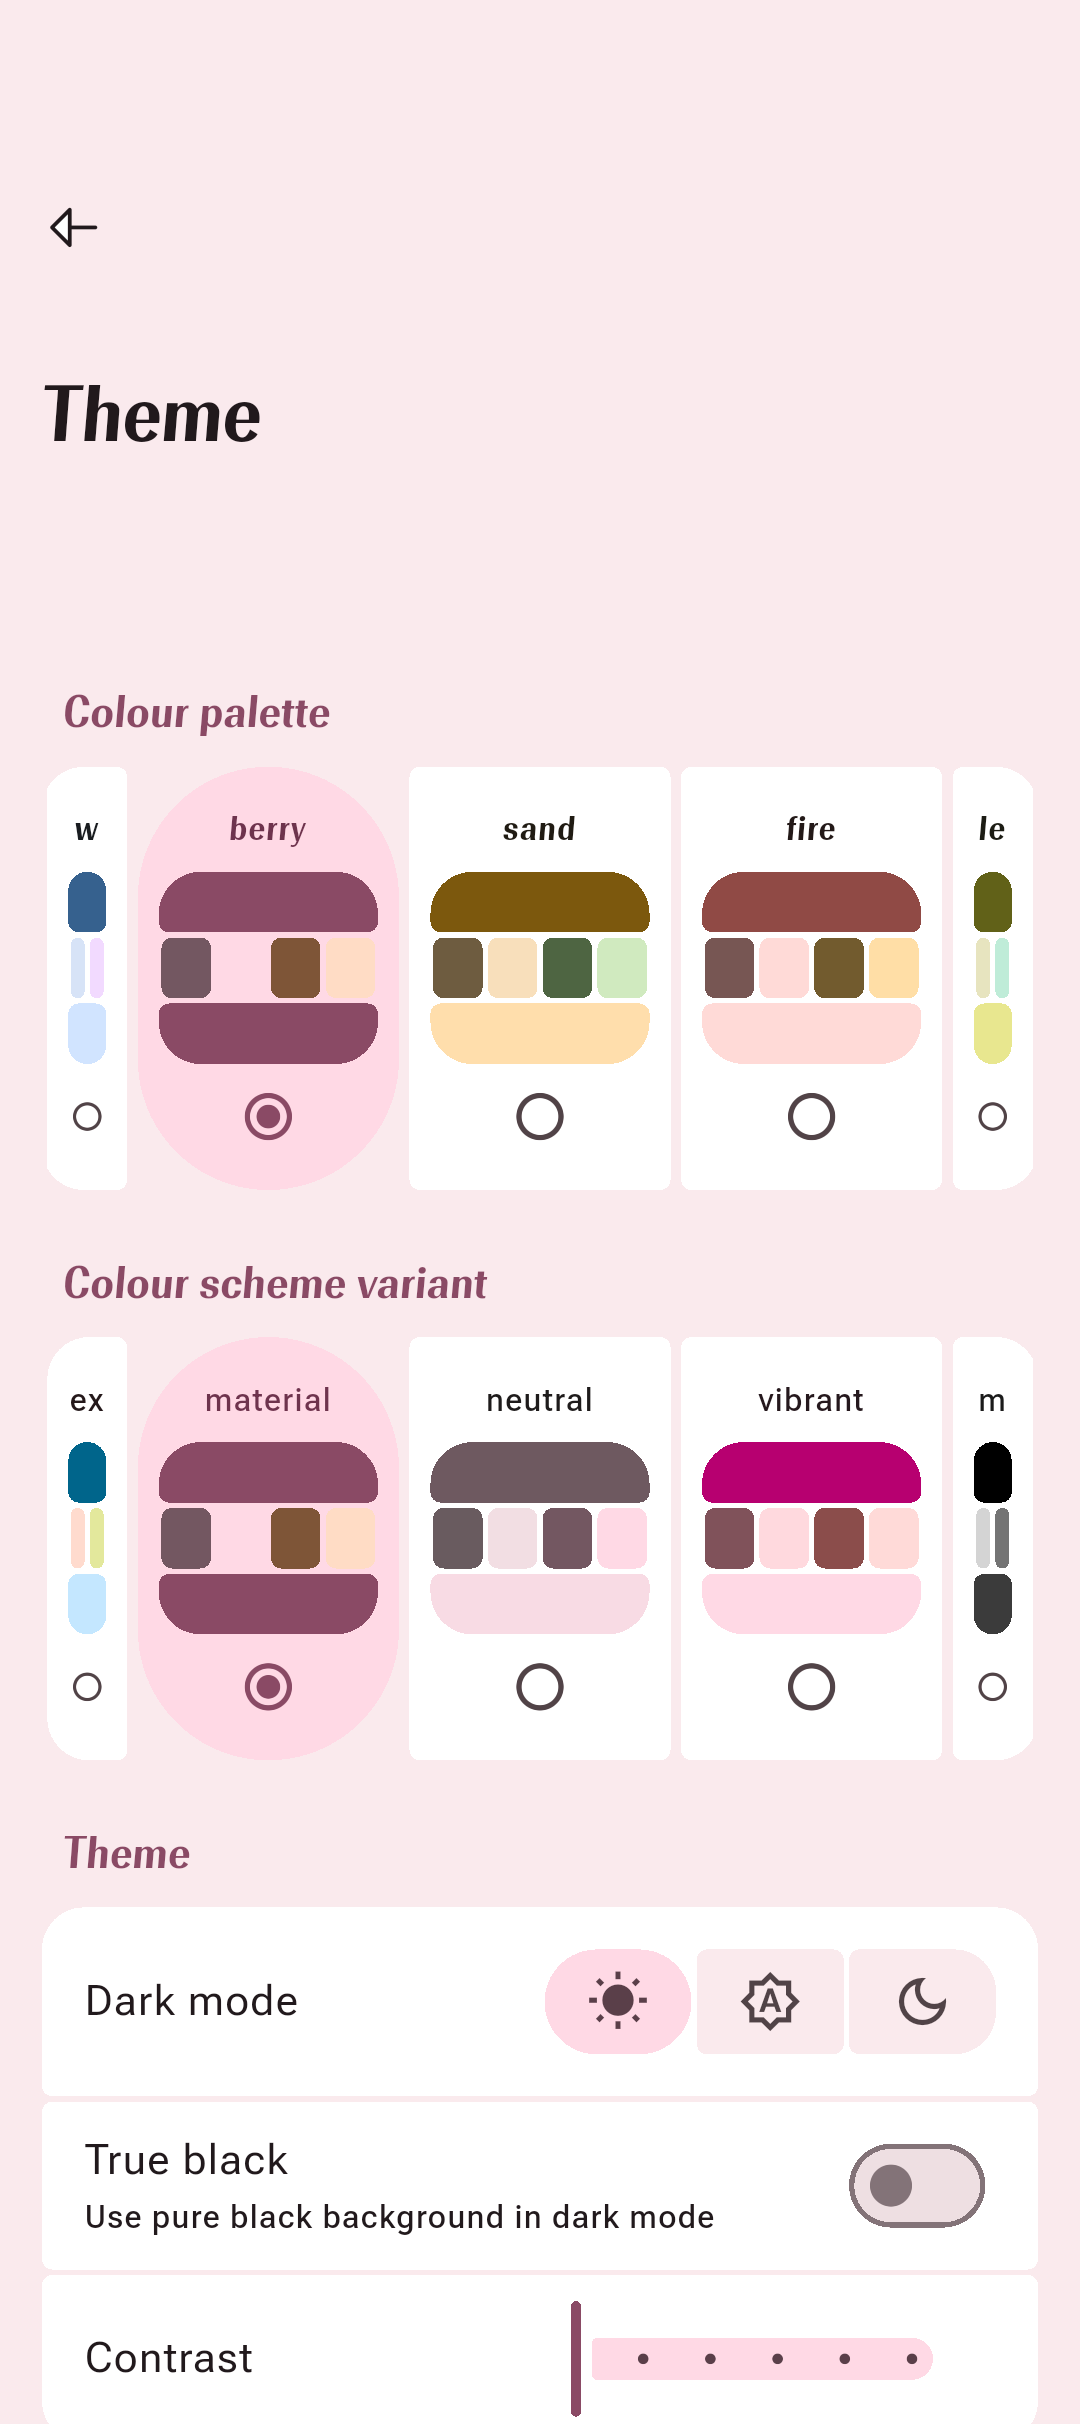 Theme
Colour palette
w
berry
sand
fire
le
Colour scheme variant
ex
material
neutral
vibrant
m
Theme
Dark mode
A
True black
Use pure black background in dark mode
Contrast